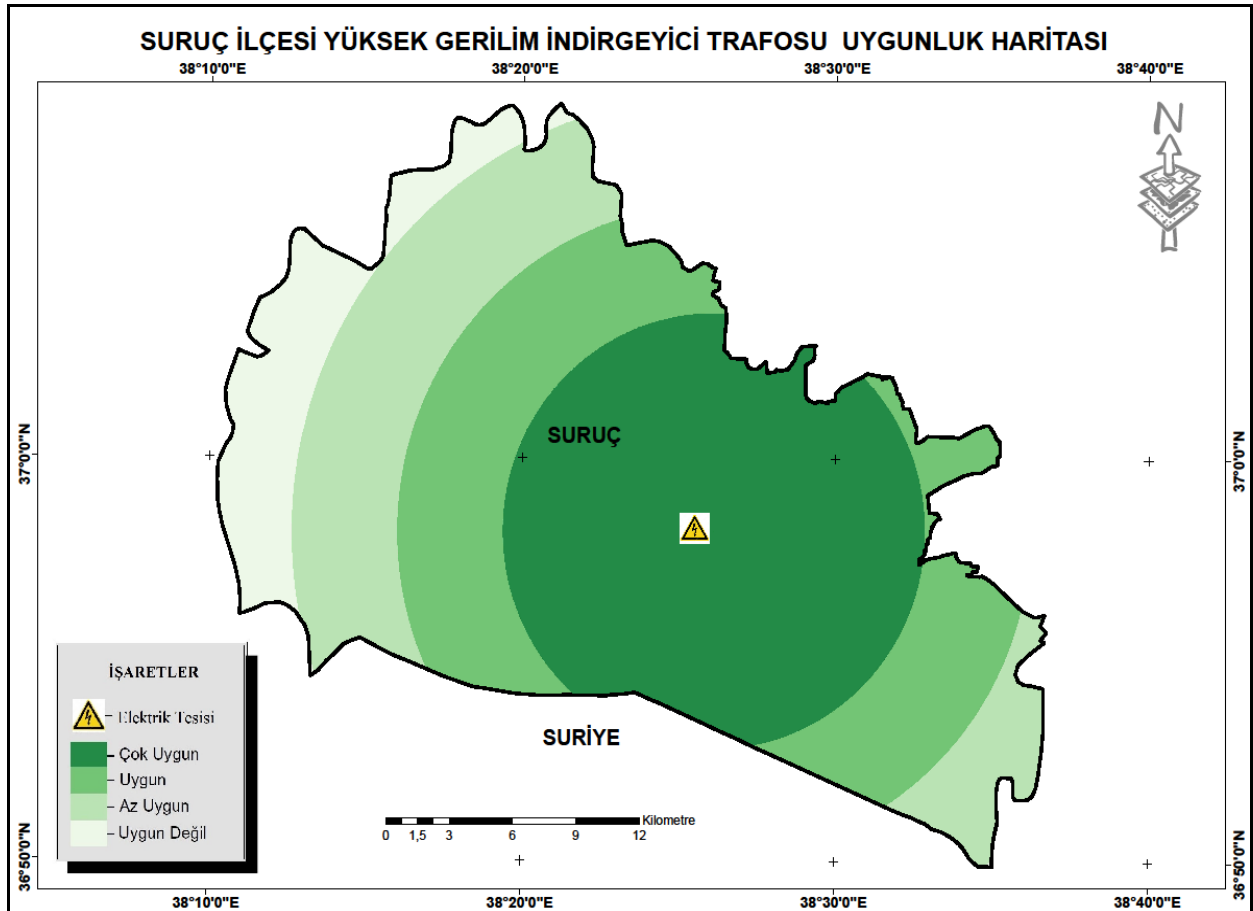 SURUÇ İLÇESİ YÜKSEK GERİLİM İNDİRGEYİCİ TRAFOSU UYGUNLUK HARİTASI
38°10'0"E 38°20'0"E 38°30'0"E 38°40'0"E
N
SURUÇ
37°0'0"N 37°0'0"N
İŞARETLER
Elektrik Tesisi
Çok Uygun
Uygun
Az Uygun
Uygun Değil
SURİYE
Kilometre
0 1,5 3 6 9 12
36°50'0"N 36°50'0"N
38°10'0"E 38°20'0"E 38°30'0"E 38°40'0"E